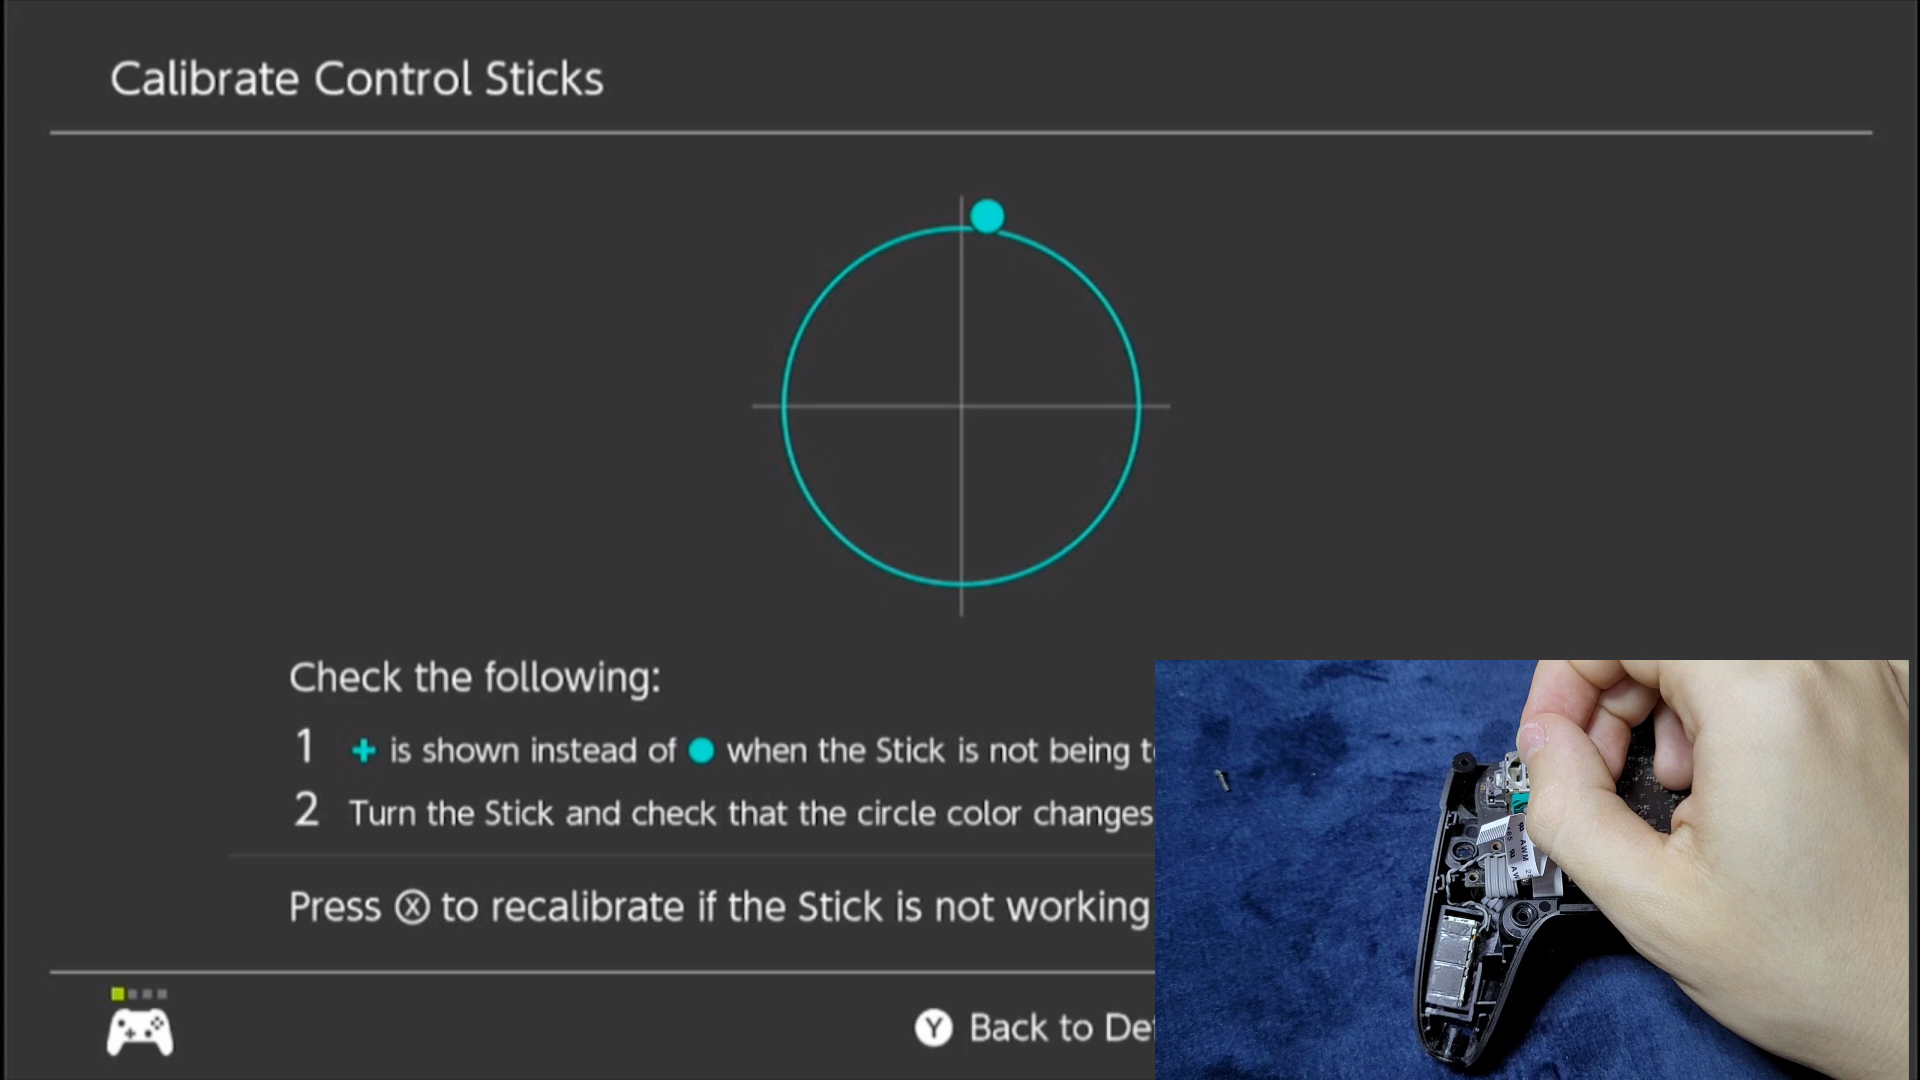 Calibrate Control Sticks
Check the following:
1 + is shown instead of ● when the Stick is not being
2 Turn the Stick and check that the circle color changes
Press Ⓧ to recalibrate if the Stick is not working
Ⓨ Back to
AWM